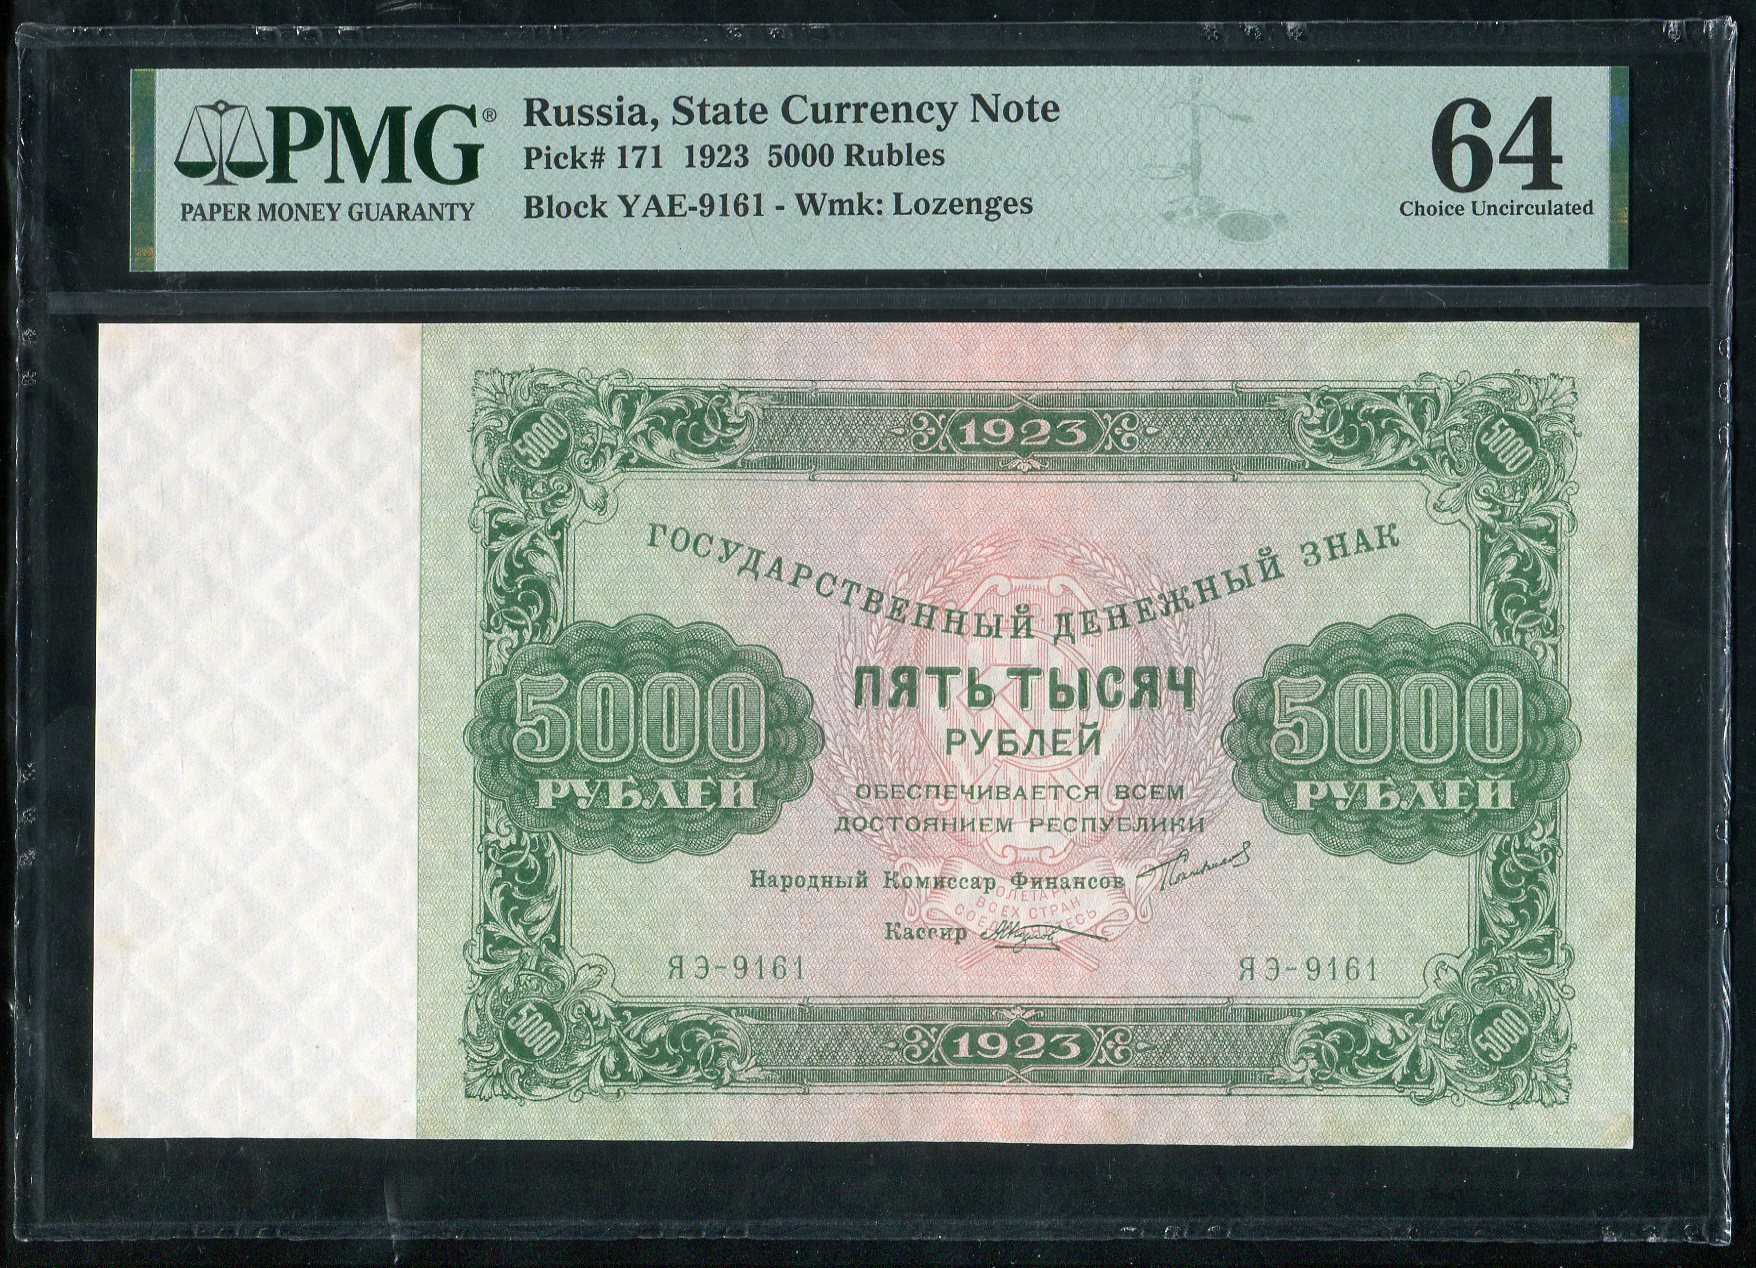 PMG®
PAPER MONEY GUARANTY
Russia, State Currency Note
Pick# 171 1923 5000 Rubles
Block YAE-9161 - Wmk: Lozenges
64
Choice Uncirculated
5000
1923
5000
ГОСУДАРСТВЕННЫЙ ДЕНЕЖНЫЙ ЗНАК
5000
РУБЛЕЙ
ПЯТЬ ТЫСЯЧ
РУБЛЕЙ
5000
РУБЛЕЙ
ОБЕСПЕЧИВАЕТСЯ ВСЕМ
ДОСТОЯНИЕМ РЕСПУБЛИКИ
Народный Комиссар Финансов
ВСЕХ СТРАН
Кассир
ЯЭ-9161
ЯЭ-9161
5000
1923
5000